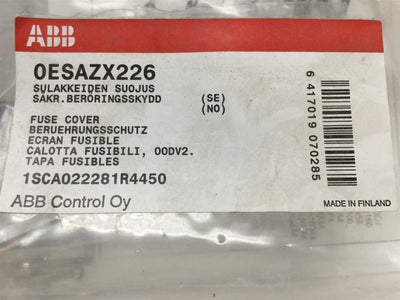 ABB
OESAZX226
SULAKKEIDEN SUOJUS
SAKR.BERÖRINGSSKYDD (SE)
(NO)
FUSE COVER
BERUEHRUNGSSCHUTZ
ECRAN FUSIBLE
CALOTTA FUSIBILI, OODV2.
TAPA FUSIBLES
1SCA022281R4450
ABB Control Oy
6 417019 070285
MADE IN FINLAND